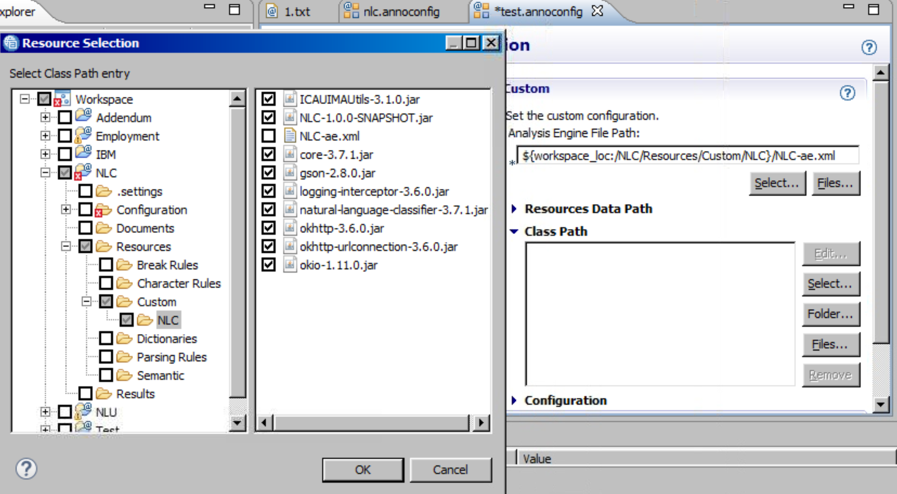 xplorer
1.txt
nlc.annoconfig
*test.annoconfig
Resource Selection
Select Class Path entry
Workspace
Addendum
Employment
IBM
NLC
.settings
Configuration
Documents
Resources
Break Rules
Character Rules
Custom
NLC
Dictionaries
Parsing Rules
Semantic
Results
NLU
Test
ICAUIMAUtils-3.1.0.jar
NLC-1.0.0-SNAPSHOT.jar
NLC-ae.xml
core-3.7.1.jar
gson-2.8.0.jar
logging-interceptor-3.6.0.jar
natural-language-classifier-3.7.1.jar
okhttp-3.6.0.jar
okhttp-urlconnection-3.6.0.jar
okio-1.11.0.jar
OK
Cancel
ion
Custom
Set the custom configuration.
Analysis Engine File Path:
* ${workspace_loc:/NLC/Resources/Custom/NLC}/NLC-ae.xml
Select... Files...
Resources Data Path
Class Path
Edit...
Select...
Folder...
Files...
Remove
Configuration
Value